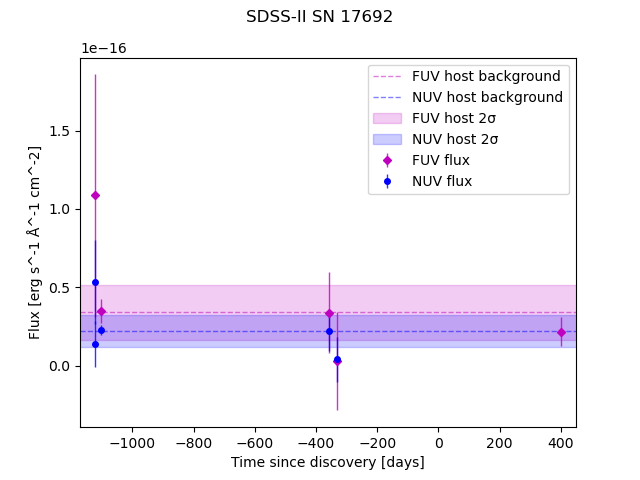 SDSS-II SN 17692
1e−16
FUV host background
NUV host background
FUV host 2σ
NUV host 2σ
FUV flux
NUV flux
1.5
1.0
0.5
0.0
Flux [erg s^-1 Å^-1 cm^-2]
−1000 −800 −600 −400 −200 0 200 400
Time since discovery [days]